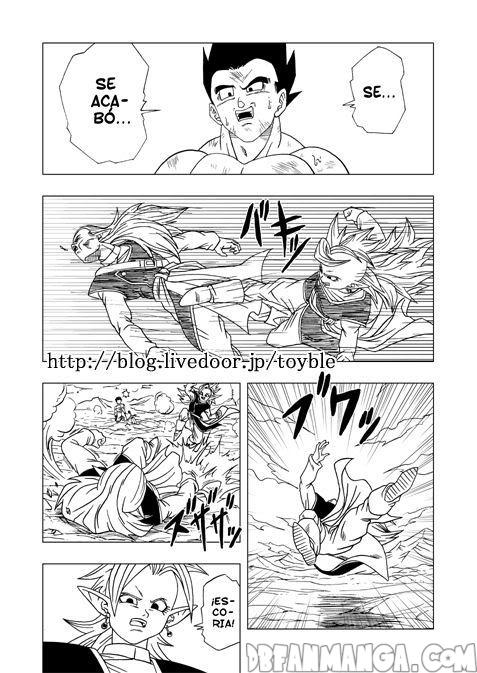 SE...
SE
ACA-
BÓ...
バキッ
http://blog.livedoor.jp/toyble
ブワッ
ズザザッ
¡ES-
CO-
RIA!
DBFANMANGA.COM